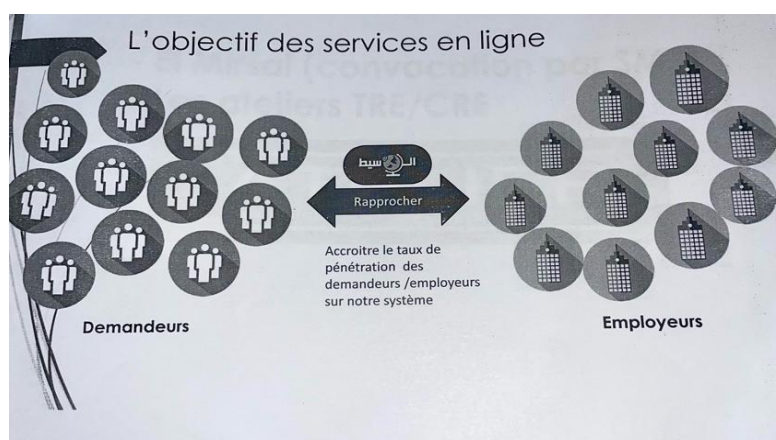 L'objectif des services en ligne
الوسيط
Rapprocher
Accroitre le taux de
pénétration des
demandeurs /employeurs
sur notre système
Demandeurs
Employeurs